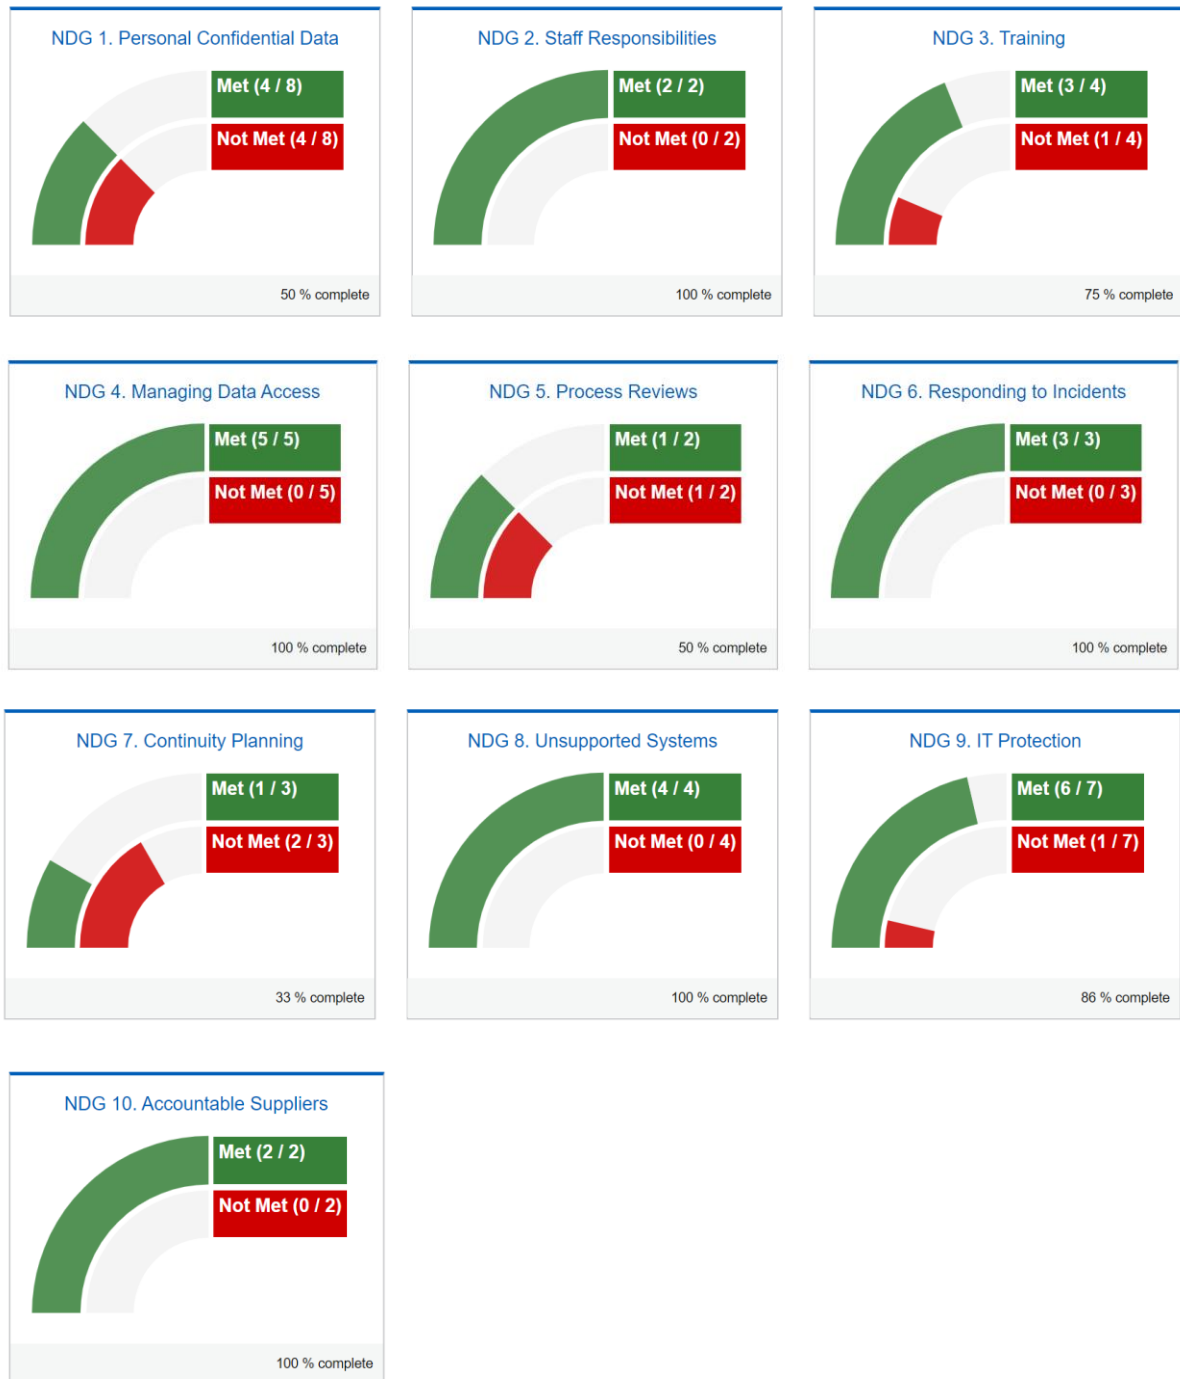 NDG 1. Personal Confidential Data
Met (4 / 8)
Not Met (4 / 8)
50 % complete
NDG 2. Staff Responsibilities
Met (2 / 2)
Not Met (0 / 2)
100 % complete
NDG 3. Training
Met (3 / 4)
Not Met (1 / 4)
75 % complete
NDG 4. Managing Data Access
Met (5 / 5)
Not Met (0 / 5)
100 % complete
NDG 5. Process Reviews
Met (1 / 2)
Not Met (1 / 2)
50 % complete
NDG 6. Responding to Incidents
Met (3 / 3)
Not Met (0 / 3)
100 % complete
NDG 7. Continuity Planning
Met (1 / 3)
Not Met (2 / 3)
33 % complete
NDG 8. Unsupported Systems
Met (4 / 4)
Not Met (0 / 4)
100 % complete
NDG 9. IT Protection
Met (6 / 7)
Not Met (1 / 7)
86 % complete
NDG 10. Accountable Suppliers
Met (2 / 2)
Not Met (0 / 2)
100 % complete